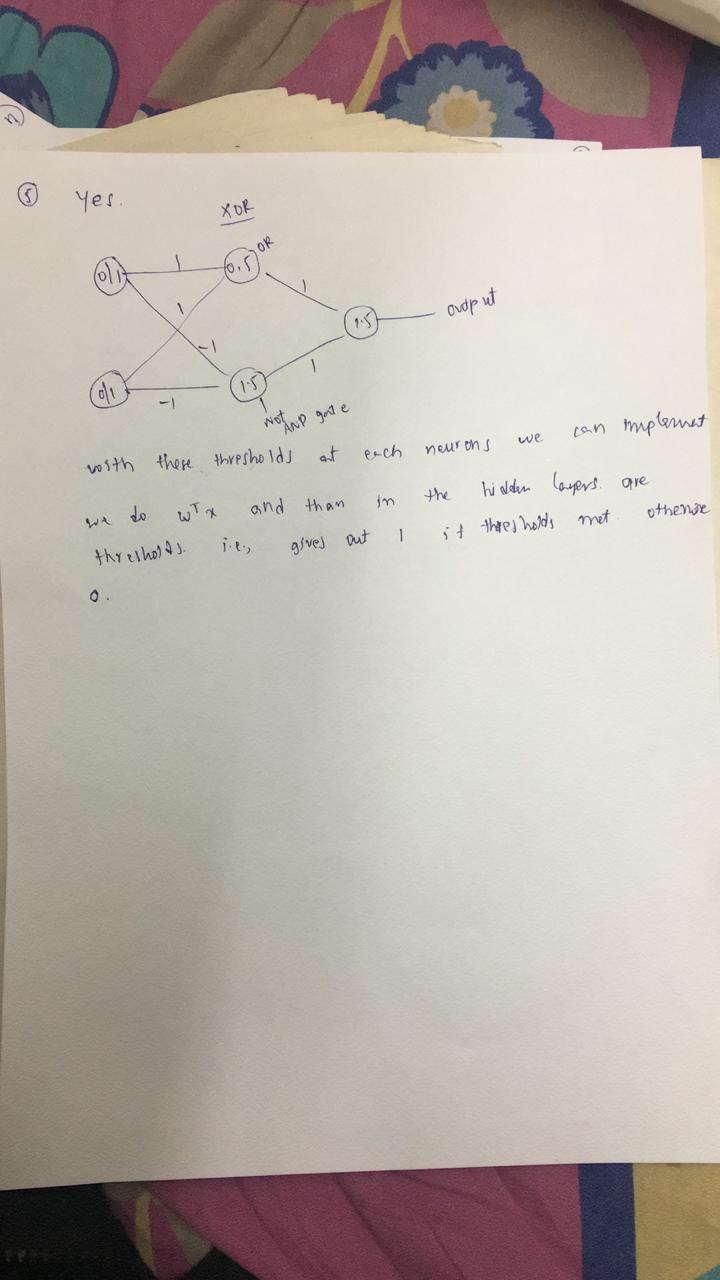 5 Yes.
XOR
0/1 1 0.5 OR
1
1
-1
1.5 output
0/1 -1 1.5 1
Not AND gate
with these thresholds at each neurons we can implement
we do wᵀx and than in the hidden layers are
thresholds. i.e., gives out 1 if thresholds met. otherwise
0.